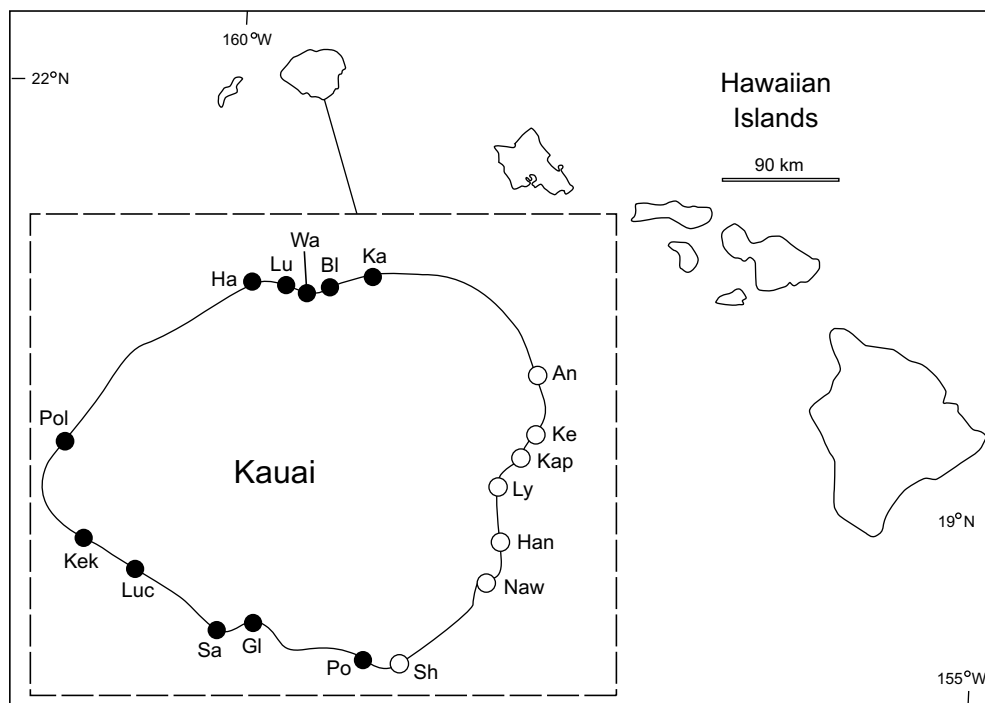 160°W
22°N
Hawaiian
Islands
90 km
Wa
Ha
Lu
Bl
Ka
An
Pol
Ke
Kauai
Kap
Ly
19°N
Kek
Han
Luc
Naw
Sa
Gl
Po
Sh
155°W